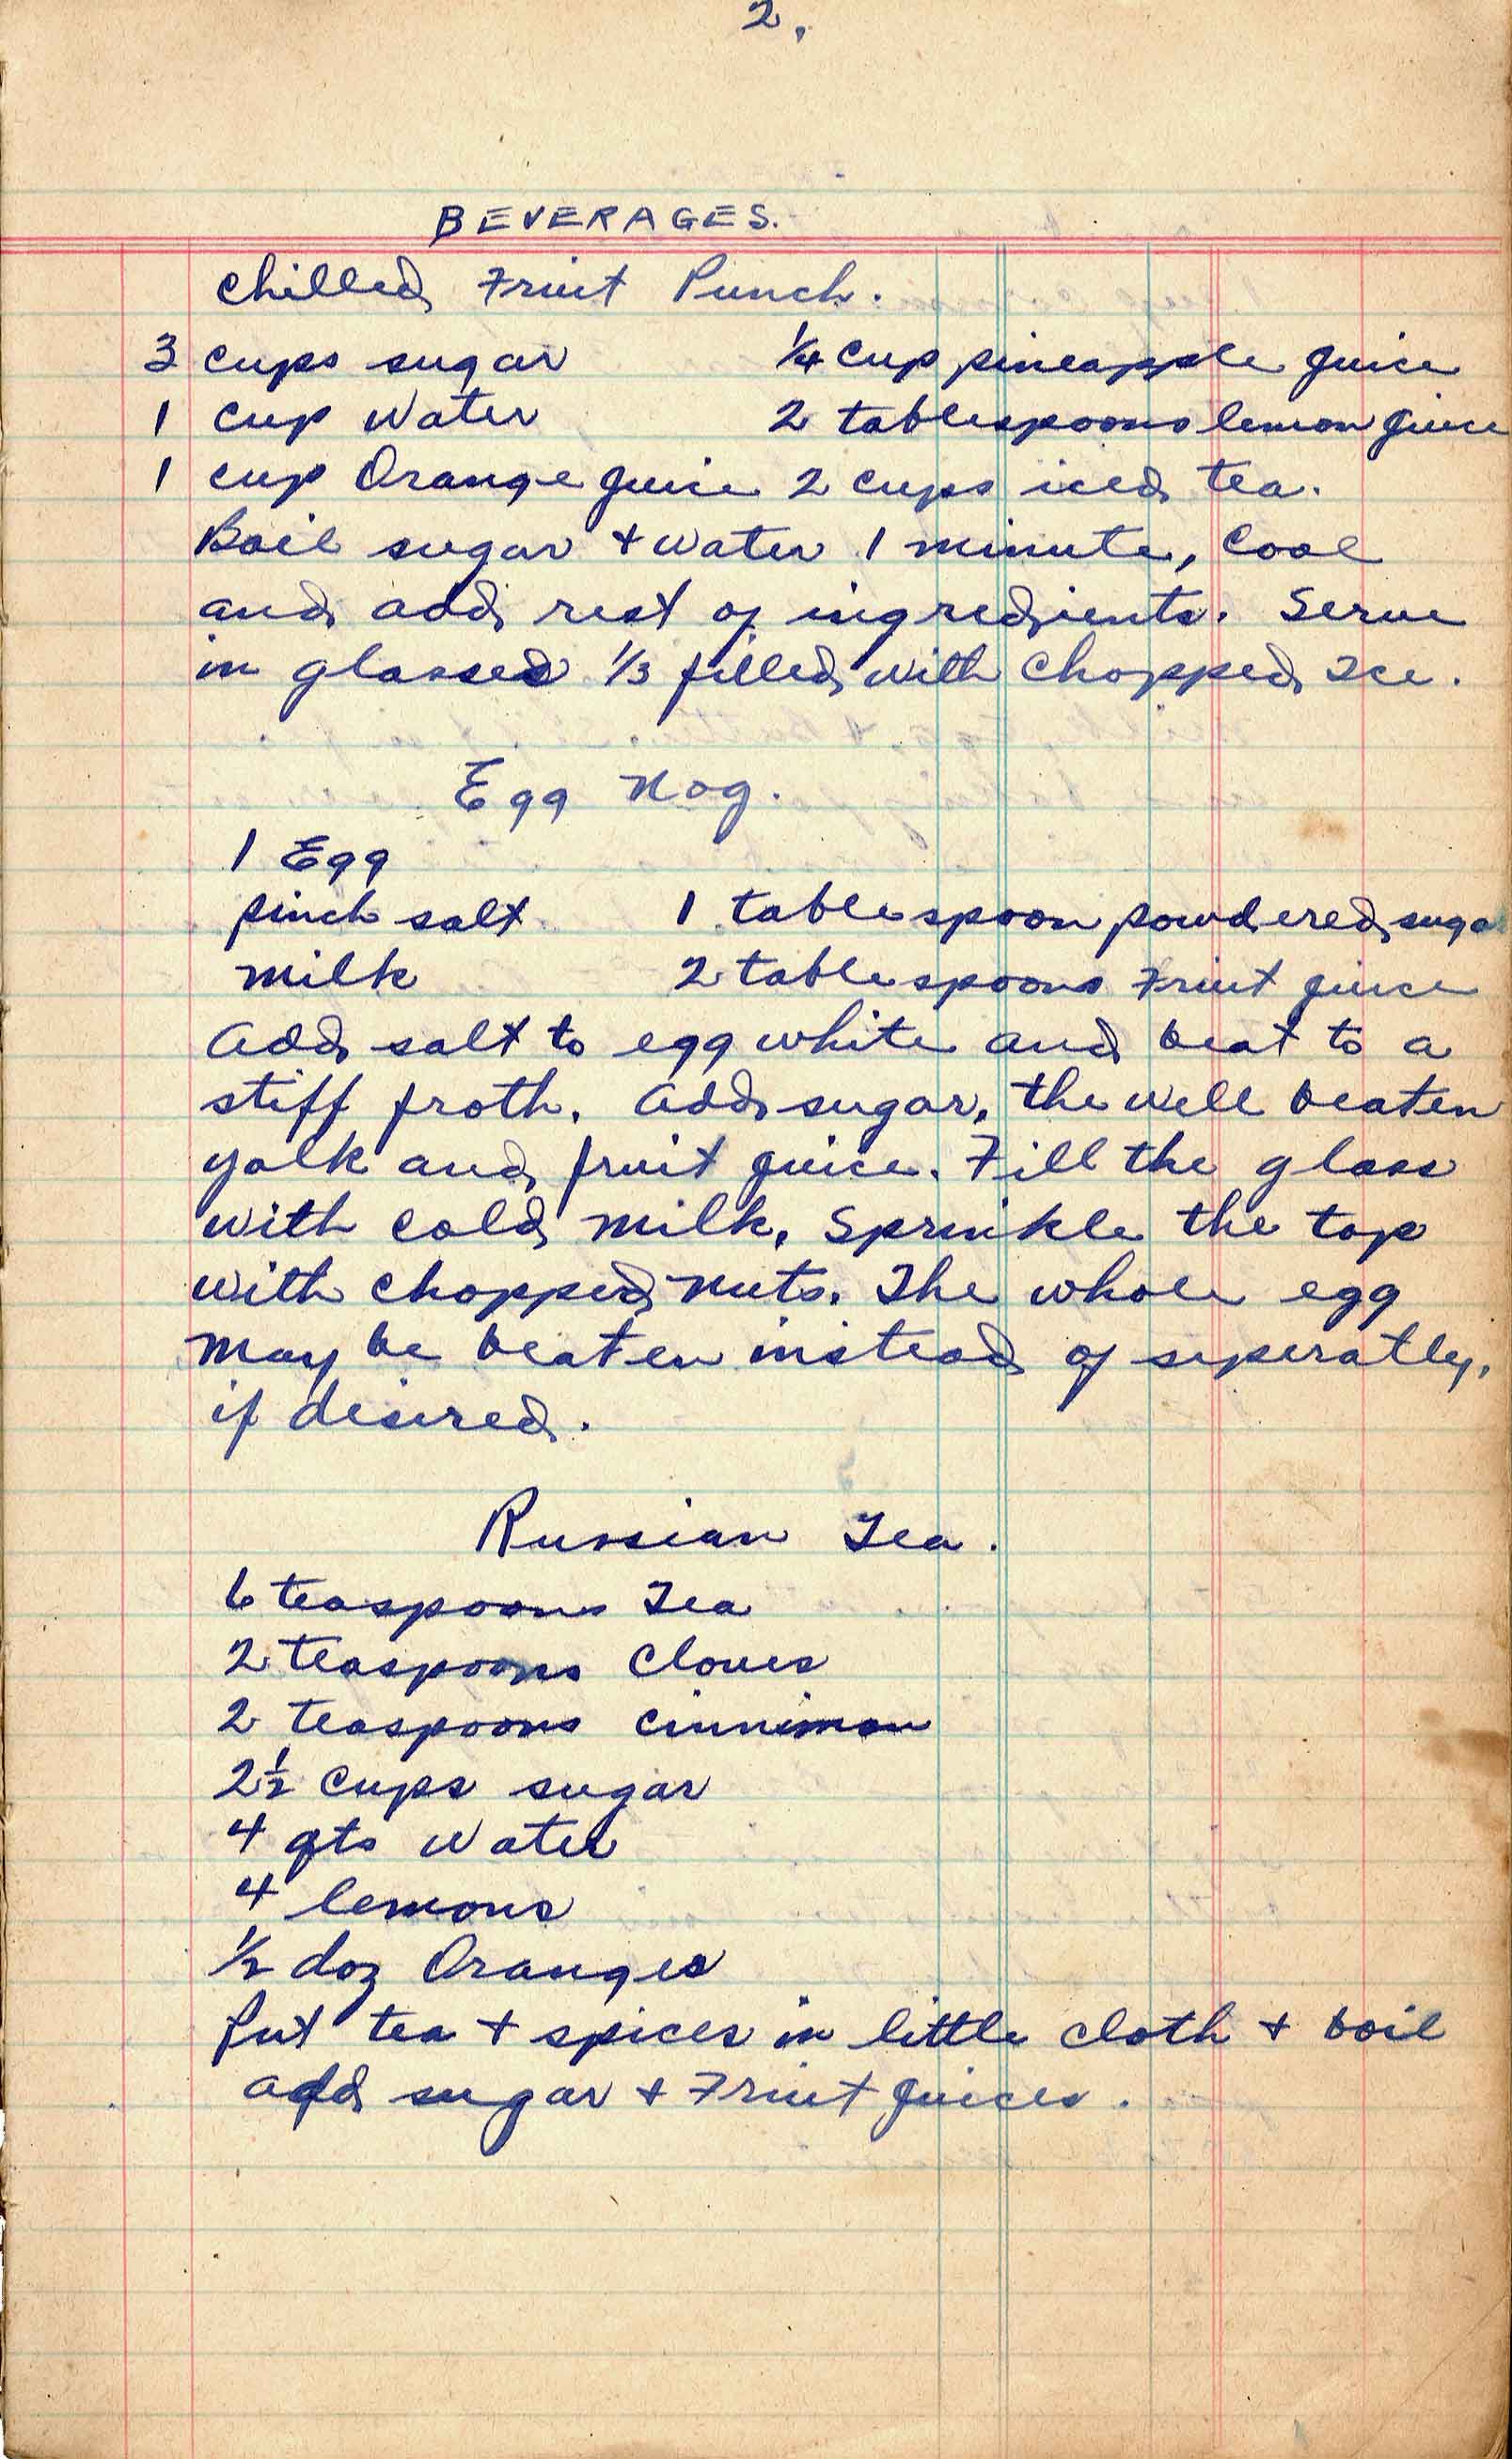 2.
BEVERAGES.
Chilled Fruit Punch.
3 cups sugar 1/4 cup pineapple juice
1 cup water 2 tablespoons lemon juice
1 cup Orange juice 2 cups iced tea.
Boil sugar + water 1 minute, Cool
and add rest of ingredients. Serve
in glasses 1/3 filled with chopped Ice.
Egg Nog.
1 Egg
pinch salt 1 tablespoon powdered suga
milk 2 tablespoons Fruit juice
Add salt to egg white and beat to a
stiff froth. Add sugar, the well beaten
yolk and fruit juice. Fill the glass
with cold milk, Sprinkle the top
with chopped nuts. The whole egg
may be beaten instead of seperatly,
if desired.
Russian Tea.
6 teaspoons Tea
2 teaspoons Cloves
2 teaspoons cinnimon
2 1/2 cups sugar
4 qts water
4 lemons
1/2 doz Oranges
Put tea + spices in little cloth + boil
add sugar + Fruit juices.